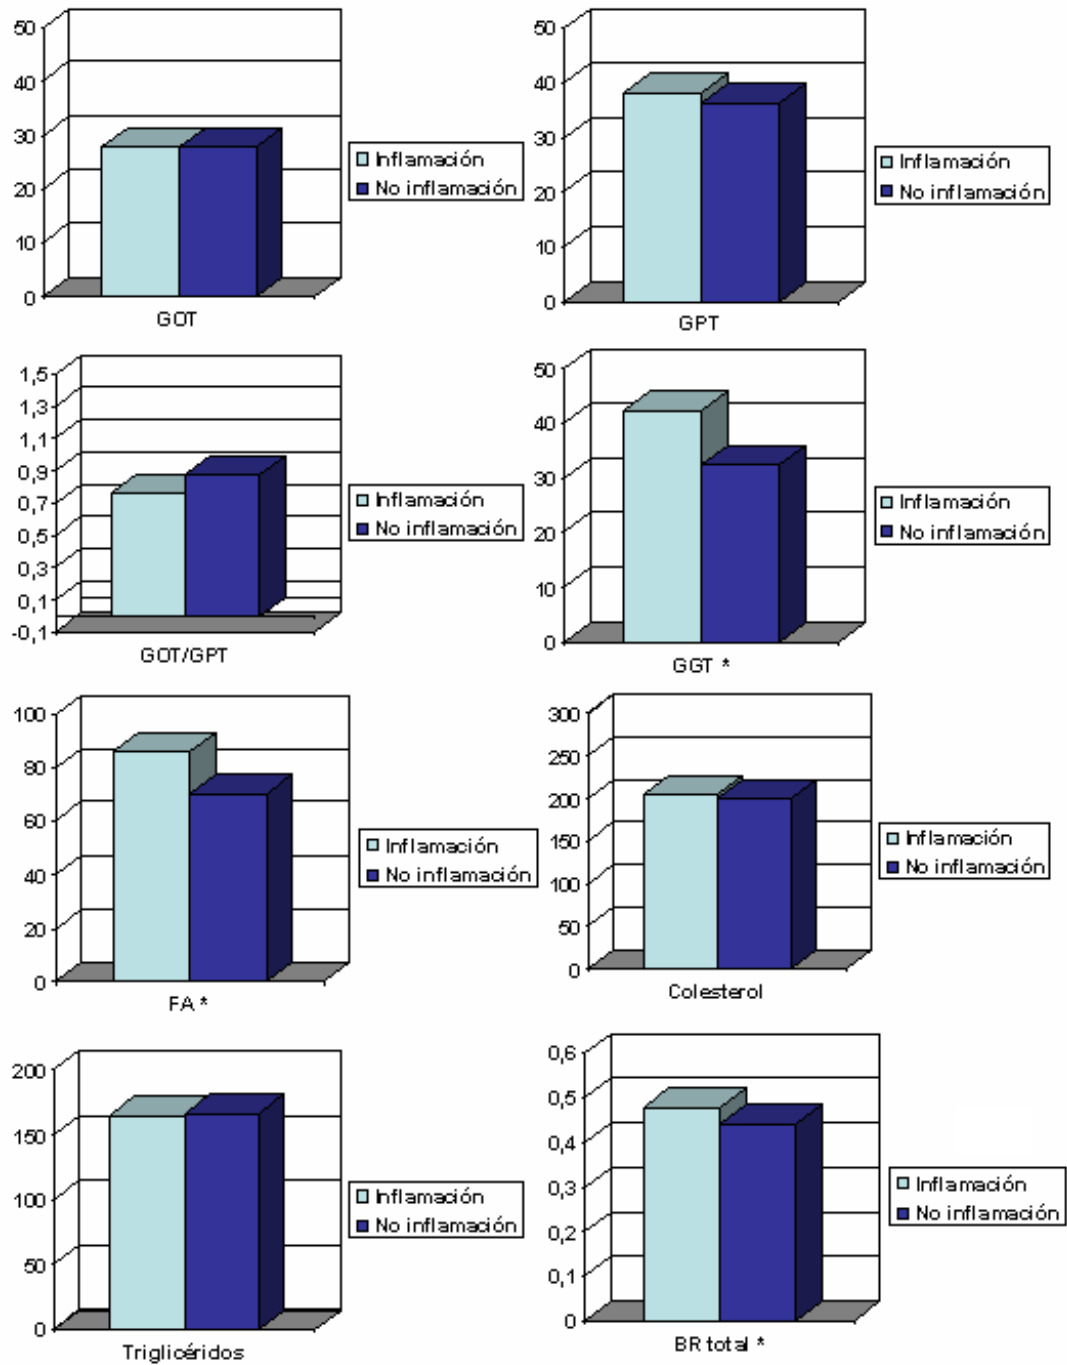 50
40
30
20
10
0
GOT
Inflamación
No inflamación
50
40
30
20
10
0
GPT
Inflamación
No inflamación
1,5
1,3
1,1
0,9
0,7
0,5
0,3
0,1
-0,1
GOT/GPT
Inflamación
No inflamación
50
40
30
20
10
0
GGT *
Inflamación
No inflamación
100
80
60
40
20
0
FA *
Inflamación
No inflamación
300
250
200
150
100
50
0
Colesterol
Inflamación
No inflamación
200
150
100
50
0
Triglicéridos
Inflamación
No inflamación
0,6
0,5
0,4
0,3
0,2
0,1
0
BR total *
Inflamación
No inflamación